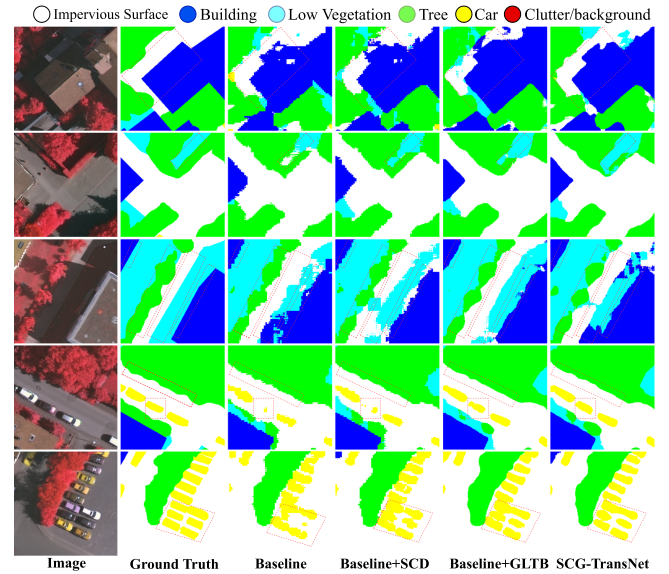 Impervious Surface Building Low Vegetation Tree Car Clutter/background
Image Ground Truth Baseline Baseline+SCD Baseline+GLTB SCG-TransNet